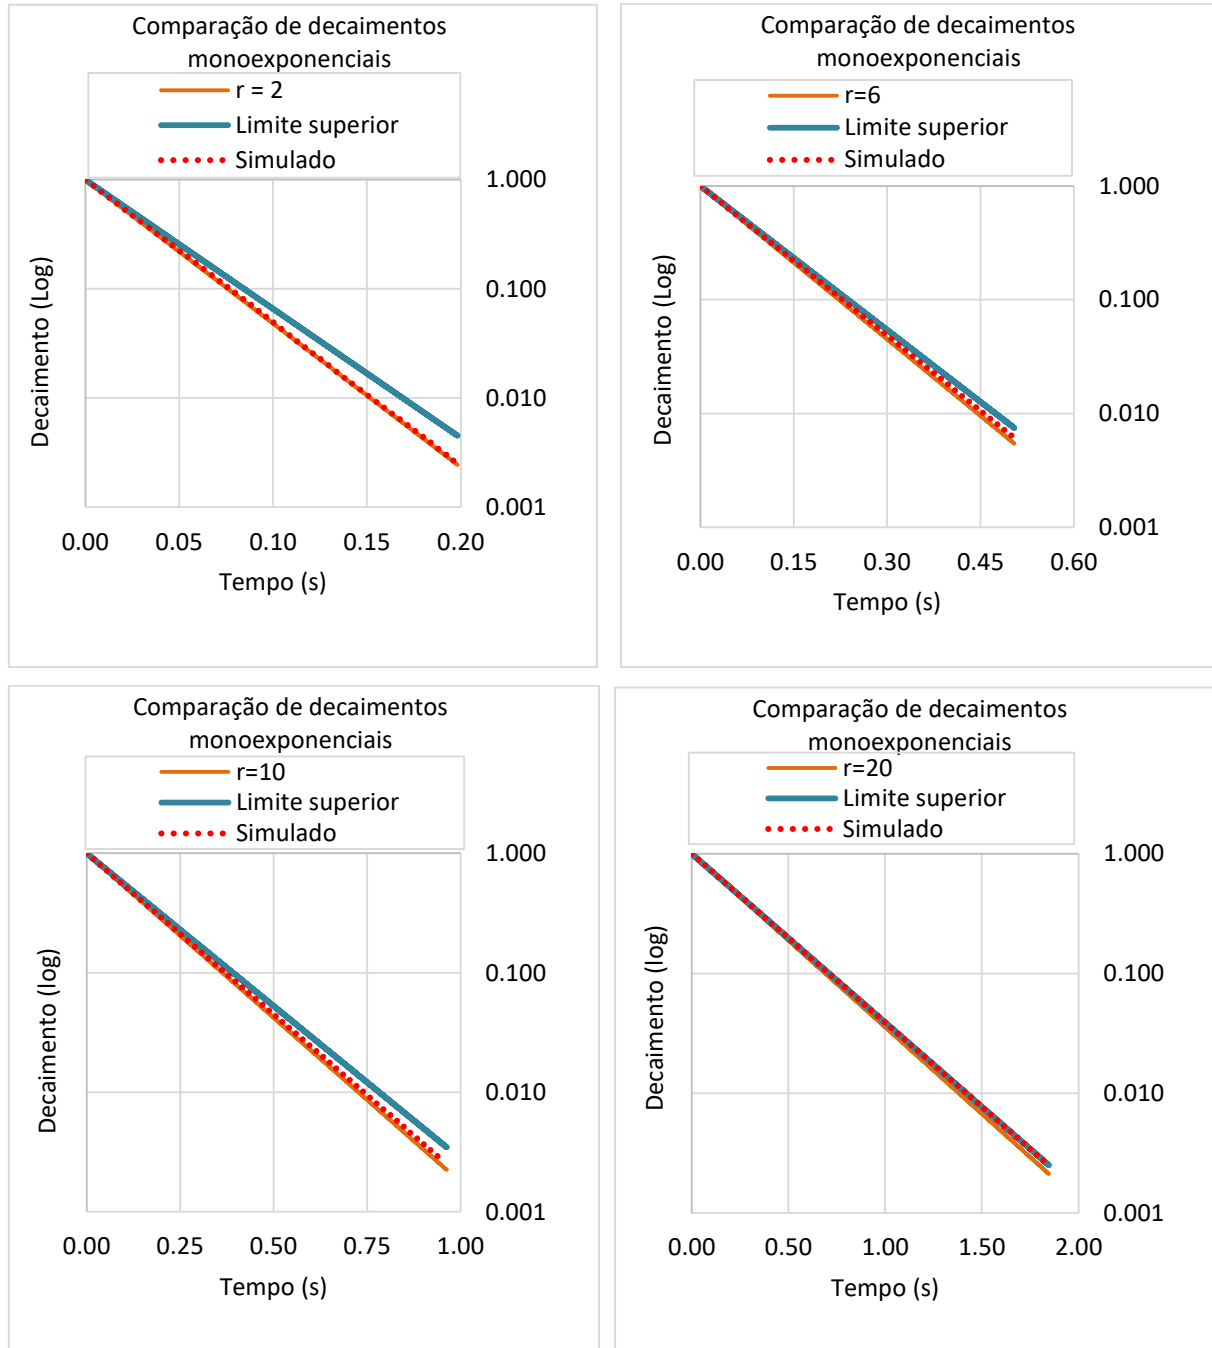 Comparação de decaimentos
monoexponenciais
r = 2
Limite superior
Simulado
1.000
0.100
0.010
0.001
Decaimento (Log)
0.00 0.05 0.10 0.15 0.20
Tempo (s)
Comparação de decaimentos
monoexponenciais
r=6
Limite superior
Simulado
1.000
0.100
0.010
0.001
Decaimento (Log)
0.00 0.15 0.30 0.45 0.60
Tempo (s)
Comparação de decaimentos
monoexponenciais
r=10
Limite superior
Simulado
1.000
0.100
0.010
0.001
Decaimento (log)
0.00 0.25 0.50 0.75 1.00
Tempo (s)
Comparação de decaimentos
monoexponenciais
r=20
Limite superior
Simulado
1.000
0.100
0.010
0.001
Decaimento (log)
0.00 0.50 1.00 1.50 2.00
Tempo (s)